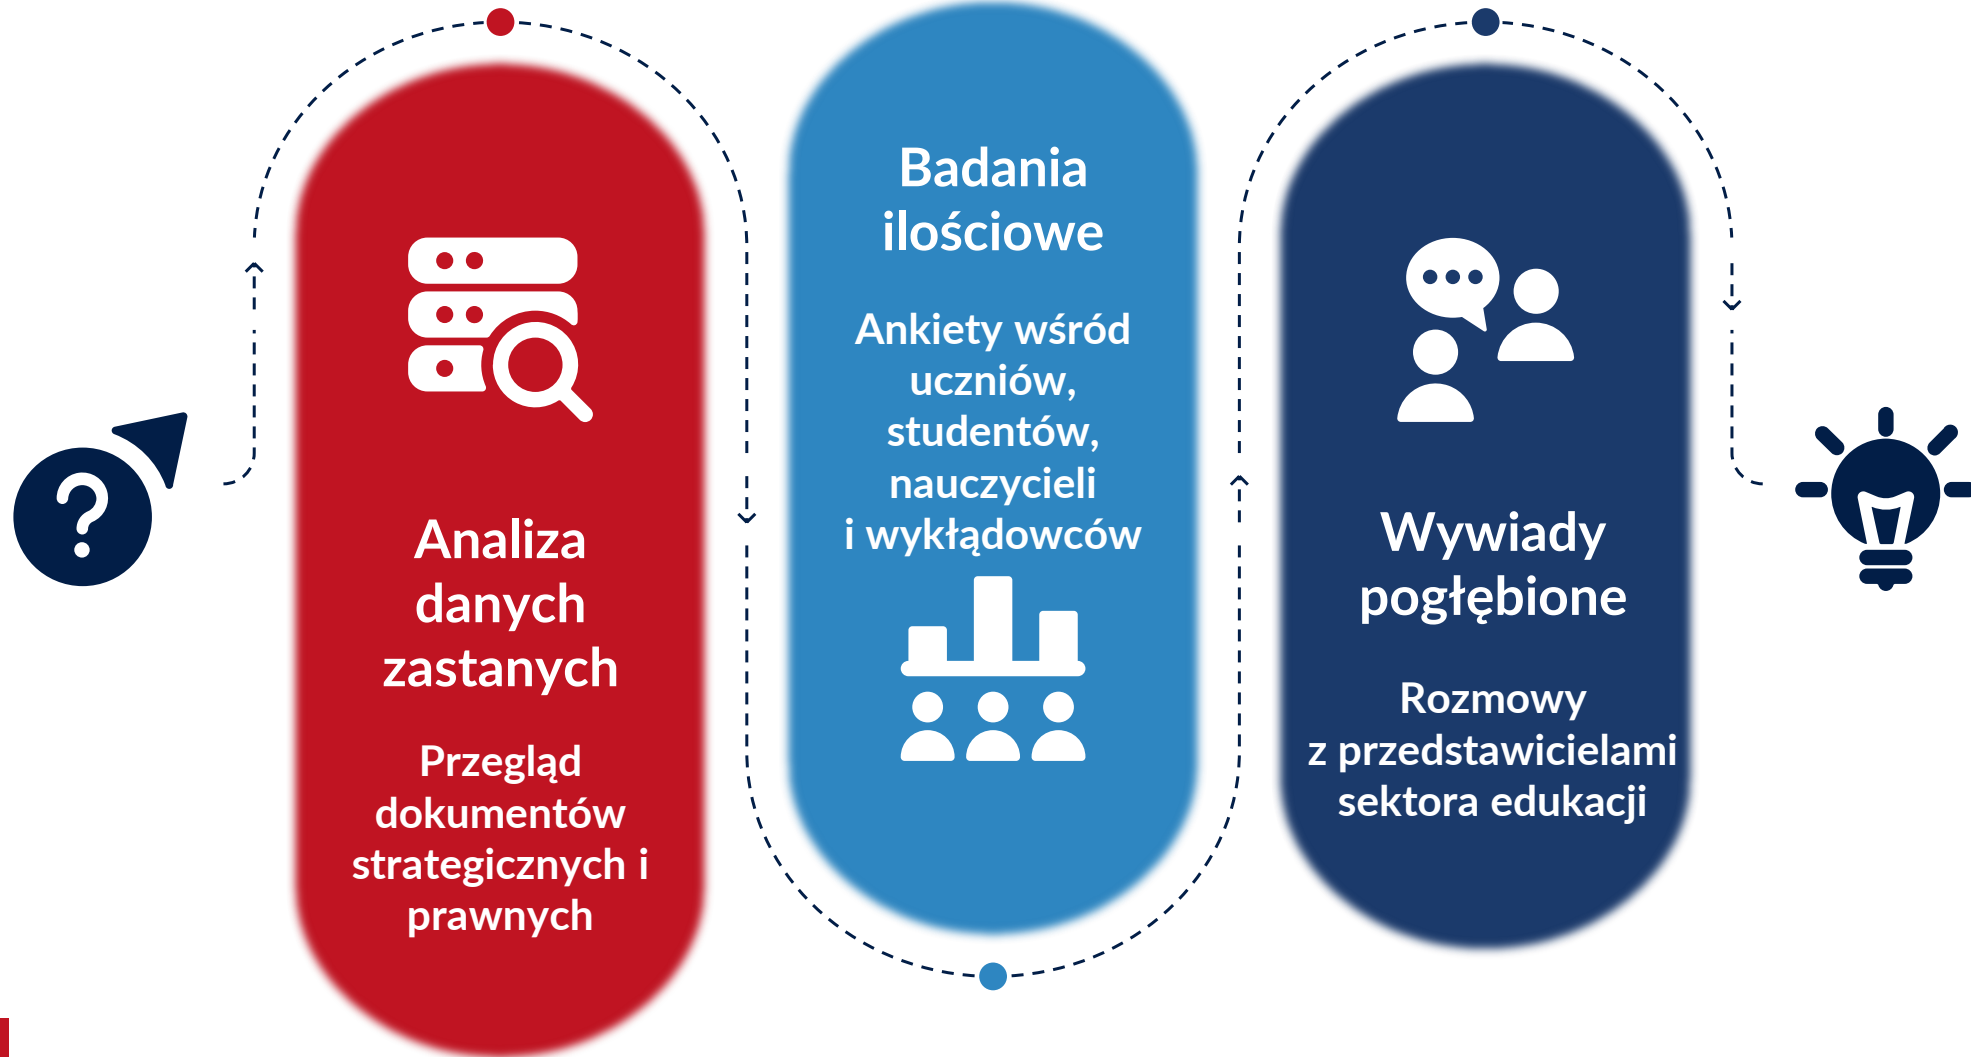 Analiza
danych
zastanych
Przegląd
dokumentów
strategicznych i
prawnych
Badania
ilościowe
Ankiety wśród
uczniów,
studentów,
nauczycieli
i wykłądowców
Wywiady
pogłębione
Rozmowy
z przedstawicielami
sektora edukacji